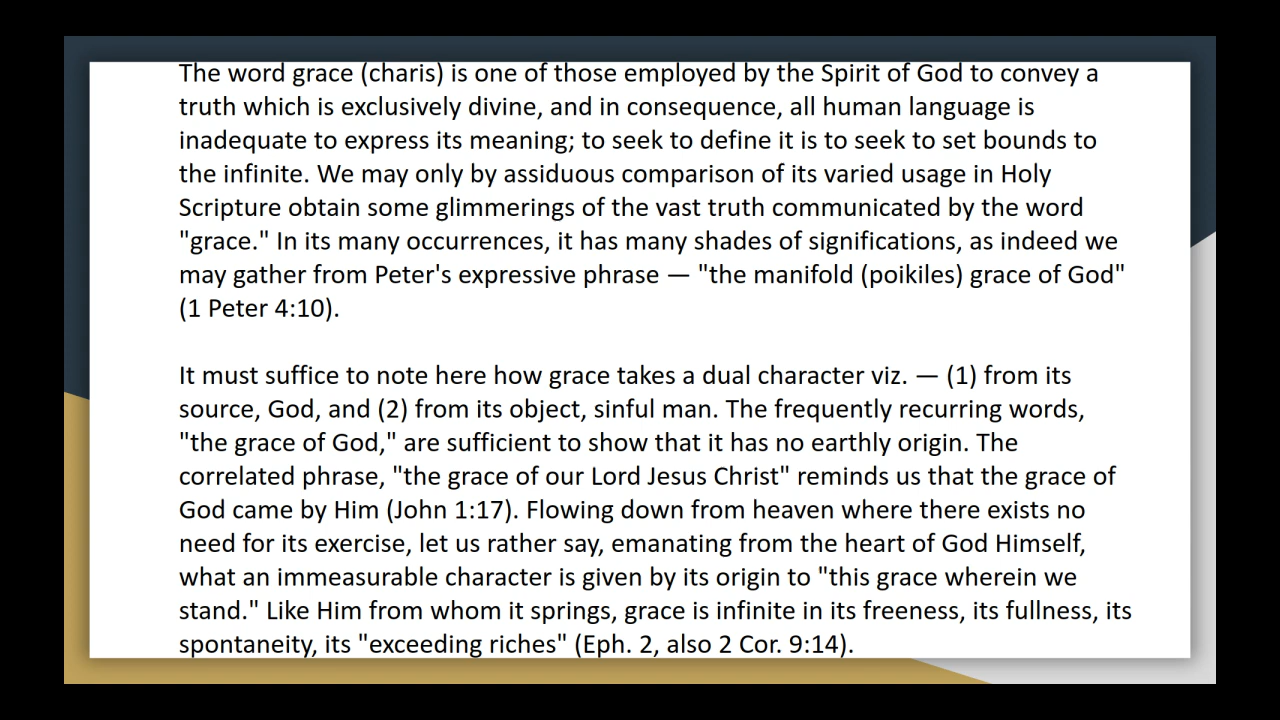 The word grace (charis) is one of those employed by the Spirit of God to convey a
truth which is exclusively divine, and in consequence, all human language is
inadequate to express its meaning; to seek to define it is to seek to set bounds to
the infinite. We may only by assiduous comparison of its varied usage in Holy
Scripture obtain some glimmerings of the vast truth communicated by the word
"grace." In its many occurrences, it has many shades of significations, as indeed we
may gather from Peter's expressive phrase — "the manifold (poikiles) grace of God"
(1 Peter 4:10).
It must suffice to note here how grace takes a dual character viz. — (1) from its
source, God, and (2) from its object, sinful man. The frequently recurring words,
"the grace of God," are sufficient to show that it has no earthly origin. The
correlated phrase, "the grace of our Lord Jesus Christ" reminds us that the grace of
God came by Him (John 1:17). Flowing down from heaven where there exists no
need for its exercise, let us rather say, emanating from the heart of God Himself,
what an immeasurable character is given by its origin to "this grace wherein we
stand." Like Him from whom it springs, grace is infinite in its freeness, its fullness, its
spontaneity, its "exceeding riches" (Eph. 2, also 2 Cor. 9:14).